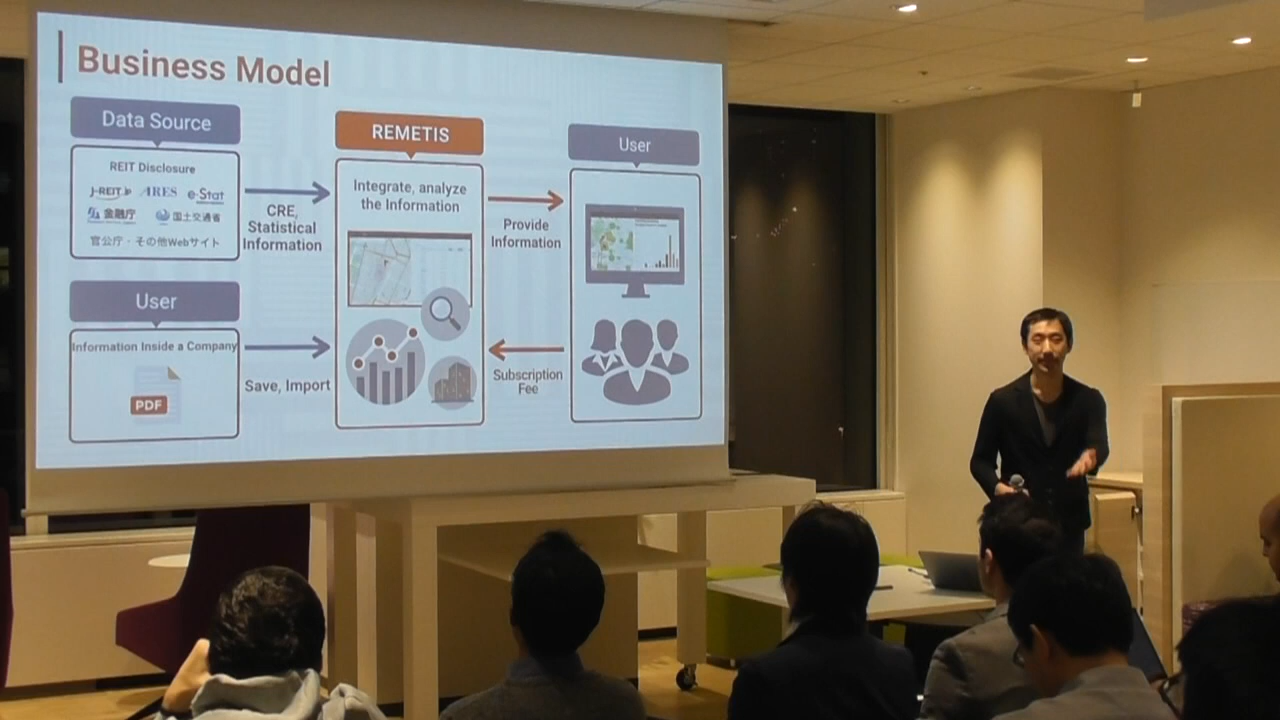 Business Model
Data Source
REIT Disclosure
J-REIT.jp ARES e-Stat
金融庁 国土交通省
官公庁・その他Webサイト
CRE,
Statistical
Information
User
Information Inside a Company
PDF
Save, Import
REMETIS
Integrate, analyze
the Information
Provide
Information
Subscription
Fee
User